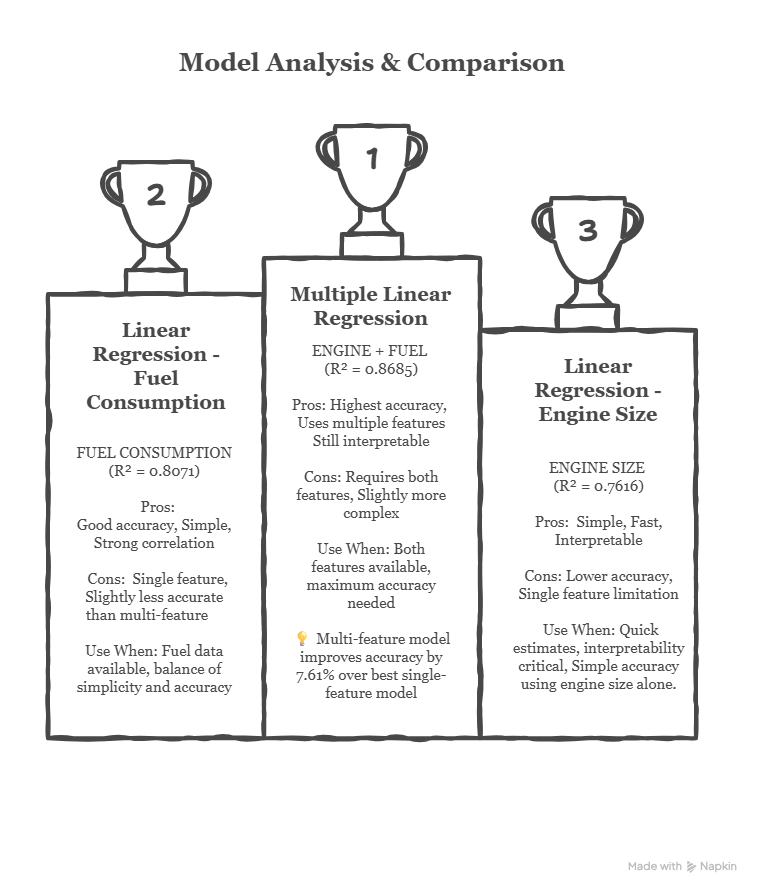 Model Analysis & Comparison
2
Linear
Regression -
Fuel
Consumption
FUEL CONSUMPTION
(R² = 0.8071)
Pros:
Good accuracy, Simple,
Strong correlation
Cons: Single feature,
Slightly less accurate
than multi-feature
Use When: Fuel data
available, balance of
simplicity and accuracy
1
Multiple Linear
Regression
ENGINE + FUEL
(R² = 0.8685)
Pros: Highest accuracy,
Uses multiple features
Still interpretable
Cons: Requires both
features, Slightly more
complex
Use When: Both
features available,
maximum accuracy
needed
💡 Multi-feature model
improves accuracy by
7.61% over best single-
feature model
3
Linear
Regression -
Engine Size
ENGINE SIZE
(R² = 0.7616)
Pros: Simple, Fast,
Interpretable
Cons: Lower accuracy,
Single feature limitation
Use When: Quick
estimates, interpretability
critical, Simple accuracy
using engine size alone.
Made with Napkin